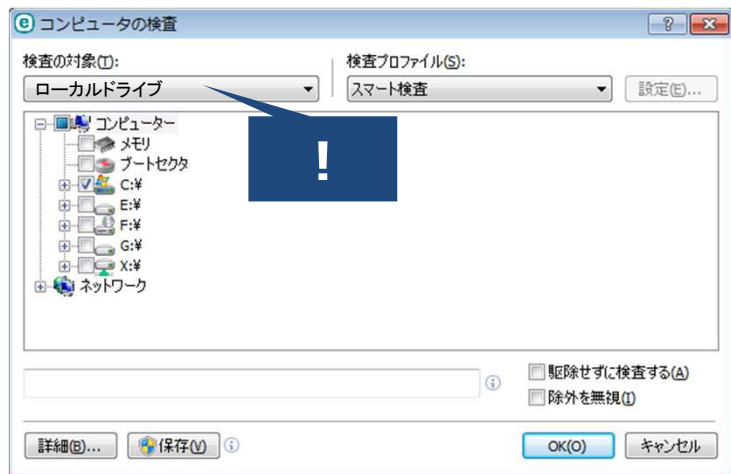 コンピュータの検査
検査の対象(T):
検査プロファイル(S):
ローカルドライブ
スマート検査
設定(E)...
!
コンピューター
メモリ
ブートセクタ
C:¥
E:¥
F:¥
G:¥
X:¥
ネットワーク
駆除せずに検査する(A)
除外を無視(I)
詳細(B)...
保存(V)
OK(O)
キャンセル